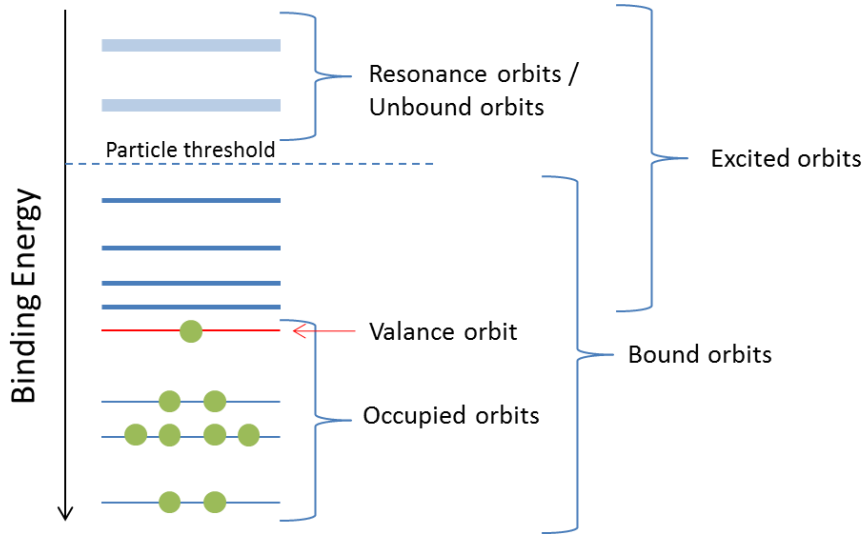 Resonance orbits /
Unbound orbits
Particle threshold
Excited orbits
Binding Energy
Valance orbit
Bound orbits
Occupied orbits